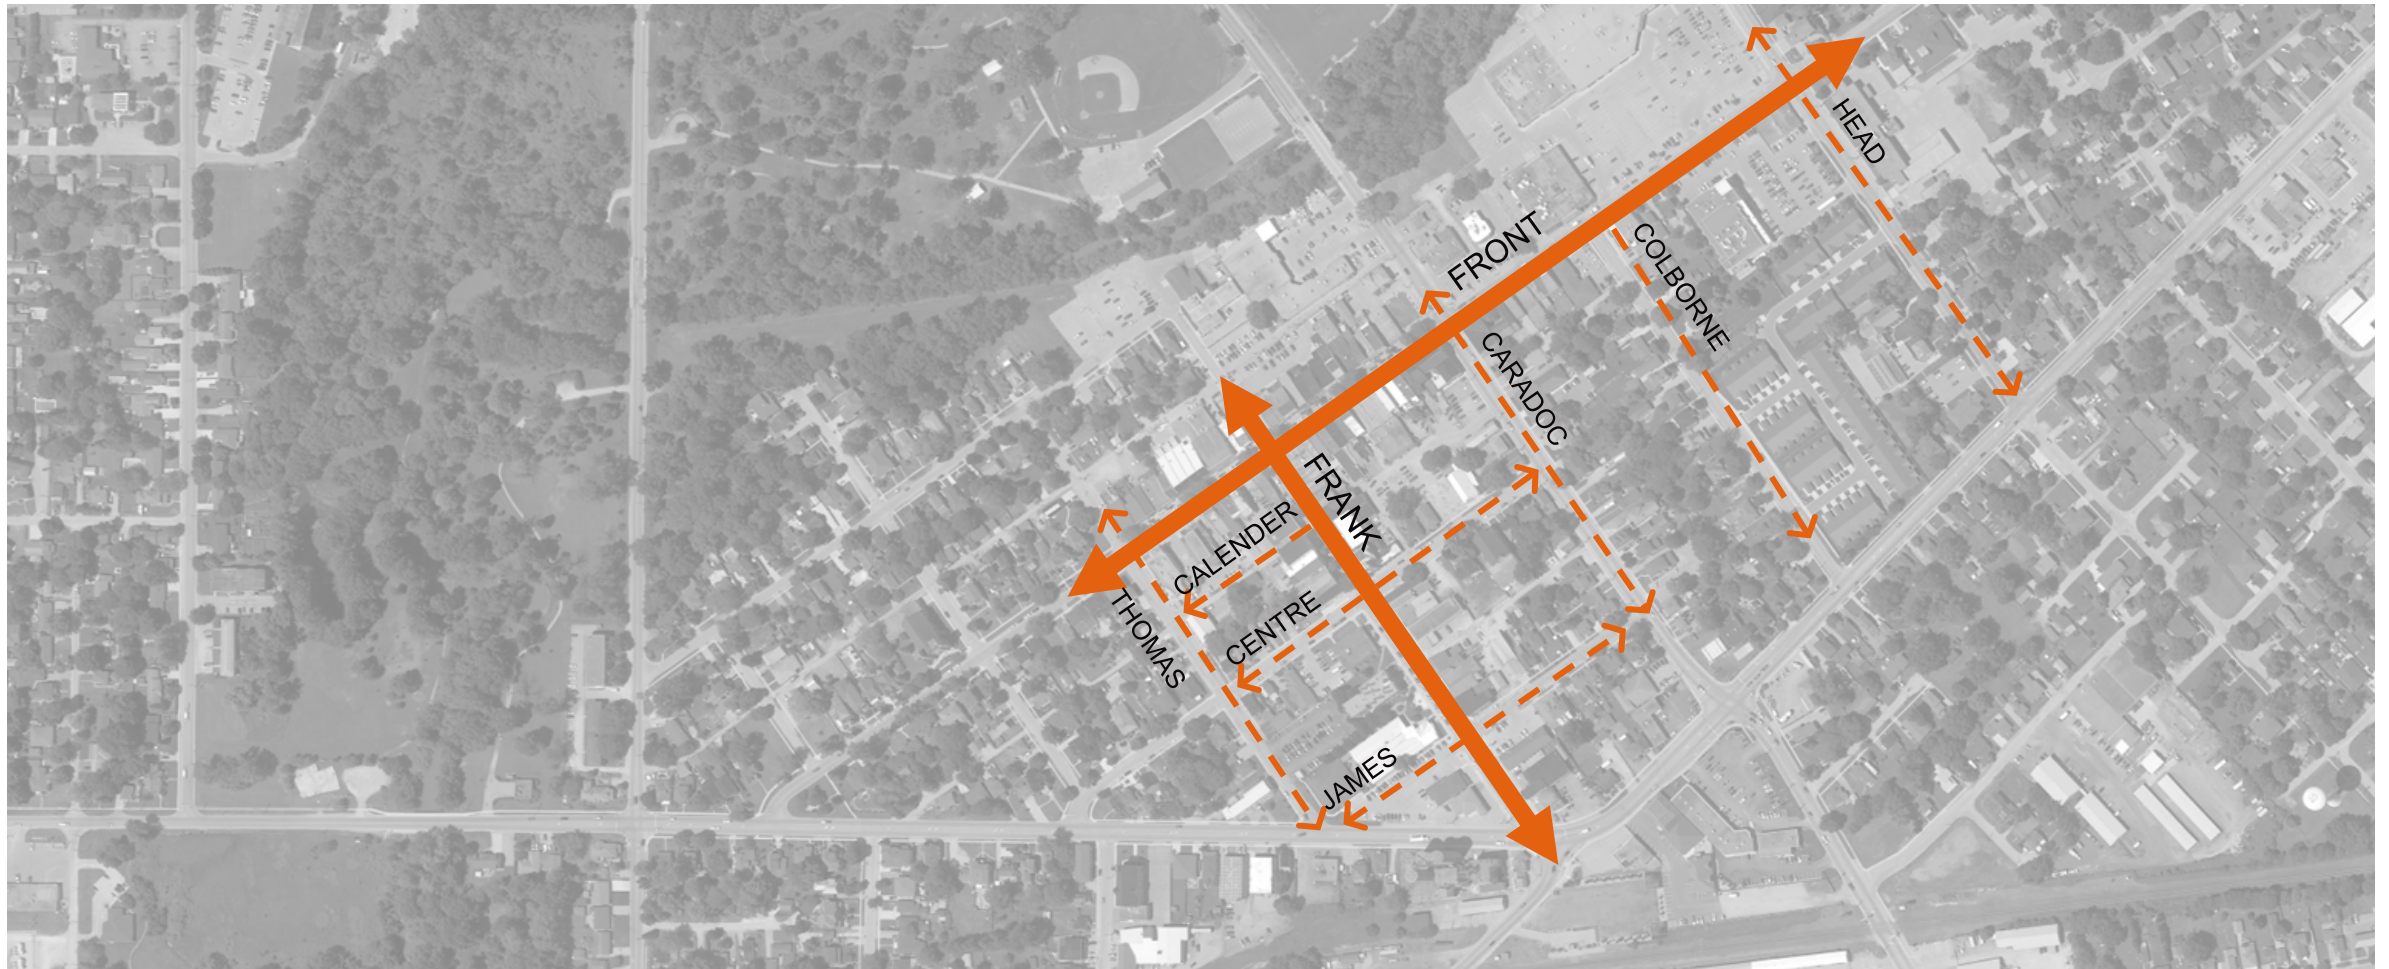 HEAD
FRONT
COLBORNE
CARADOC
FRANK
CALENDER
CENTRE
THOMAS
JAMES